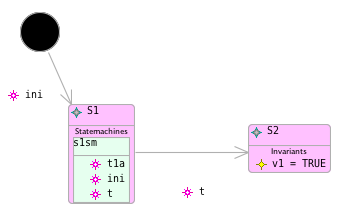 ini
S1
Statemachines
s1sm
t1a
ini
t
t
S2
Invariants
v1 = TRUE